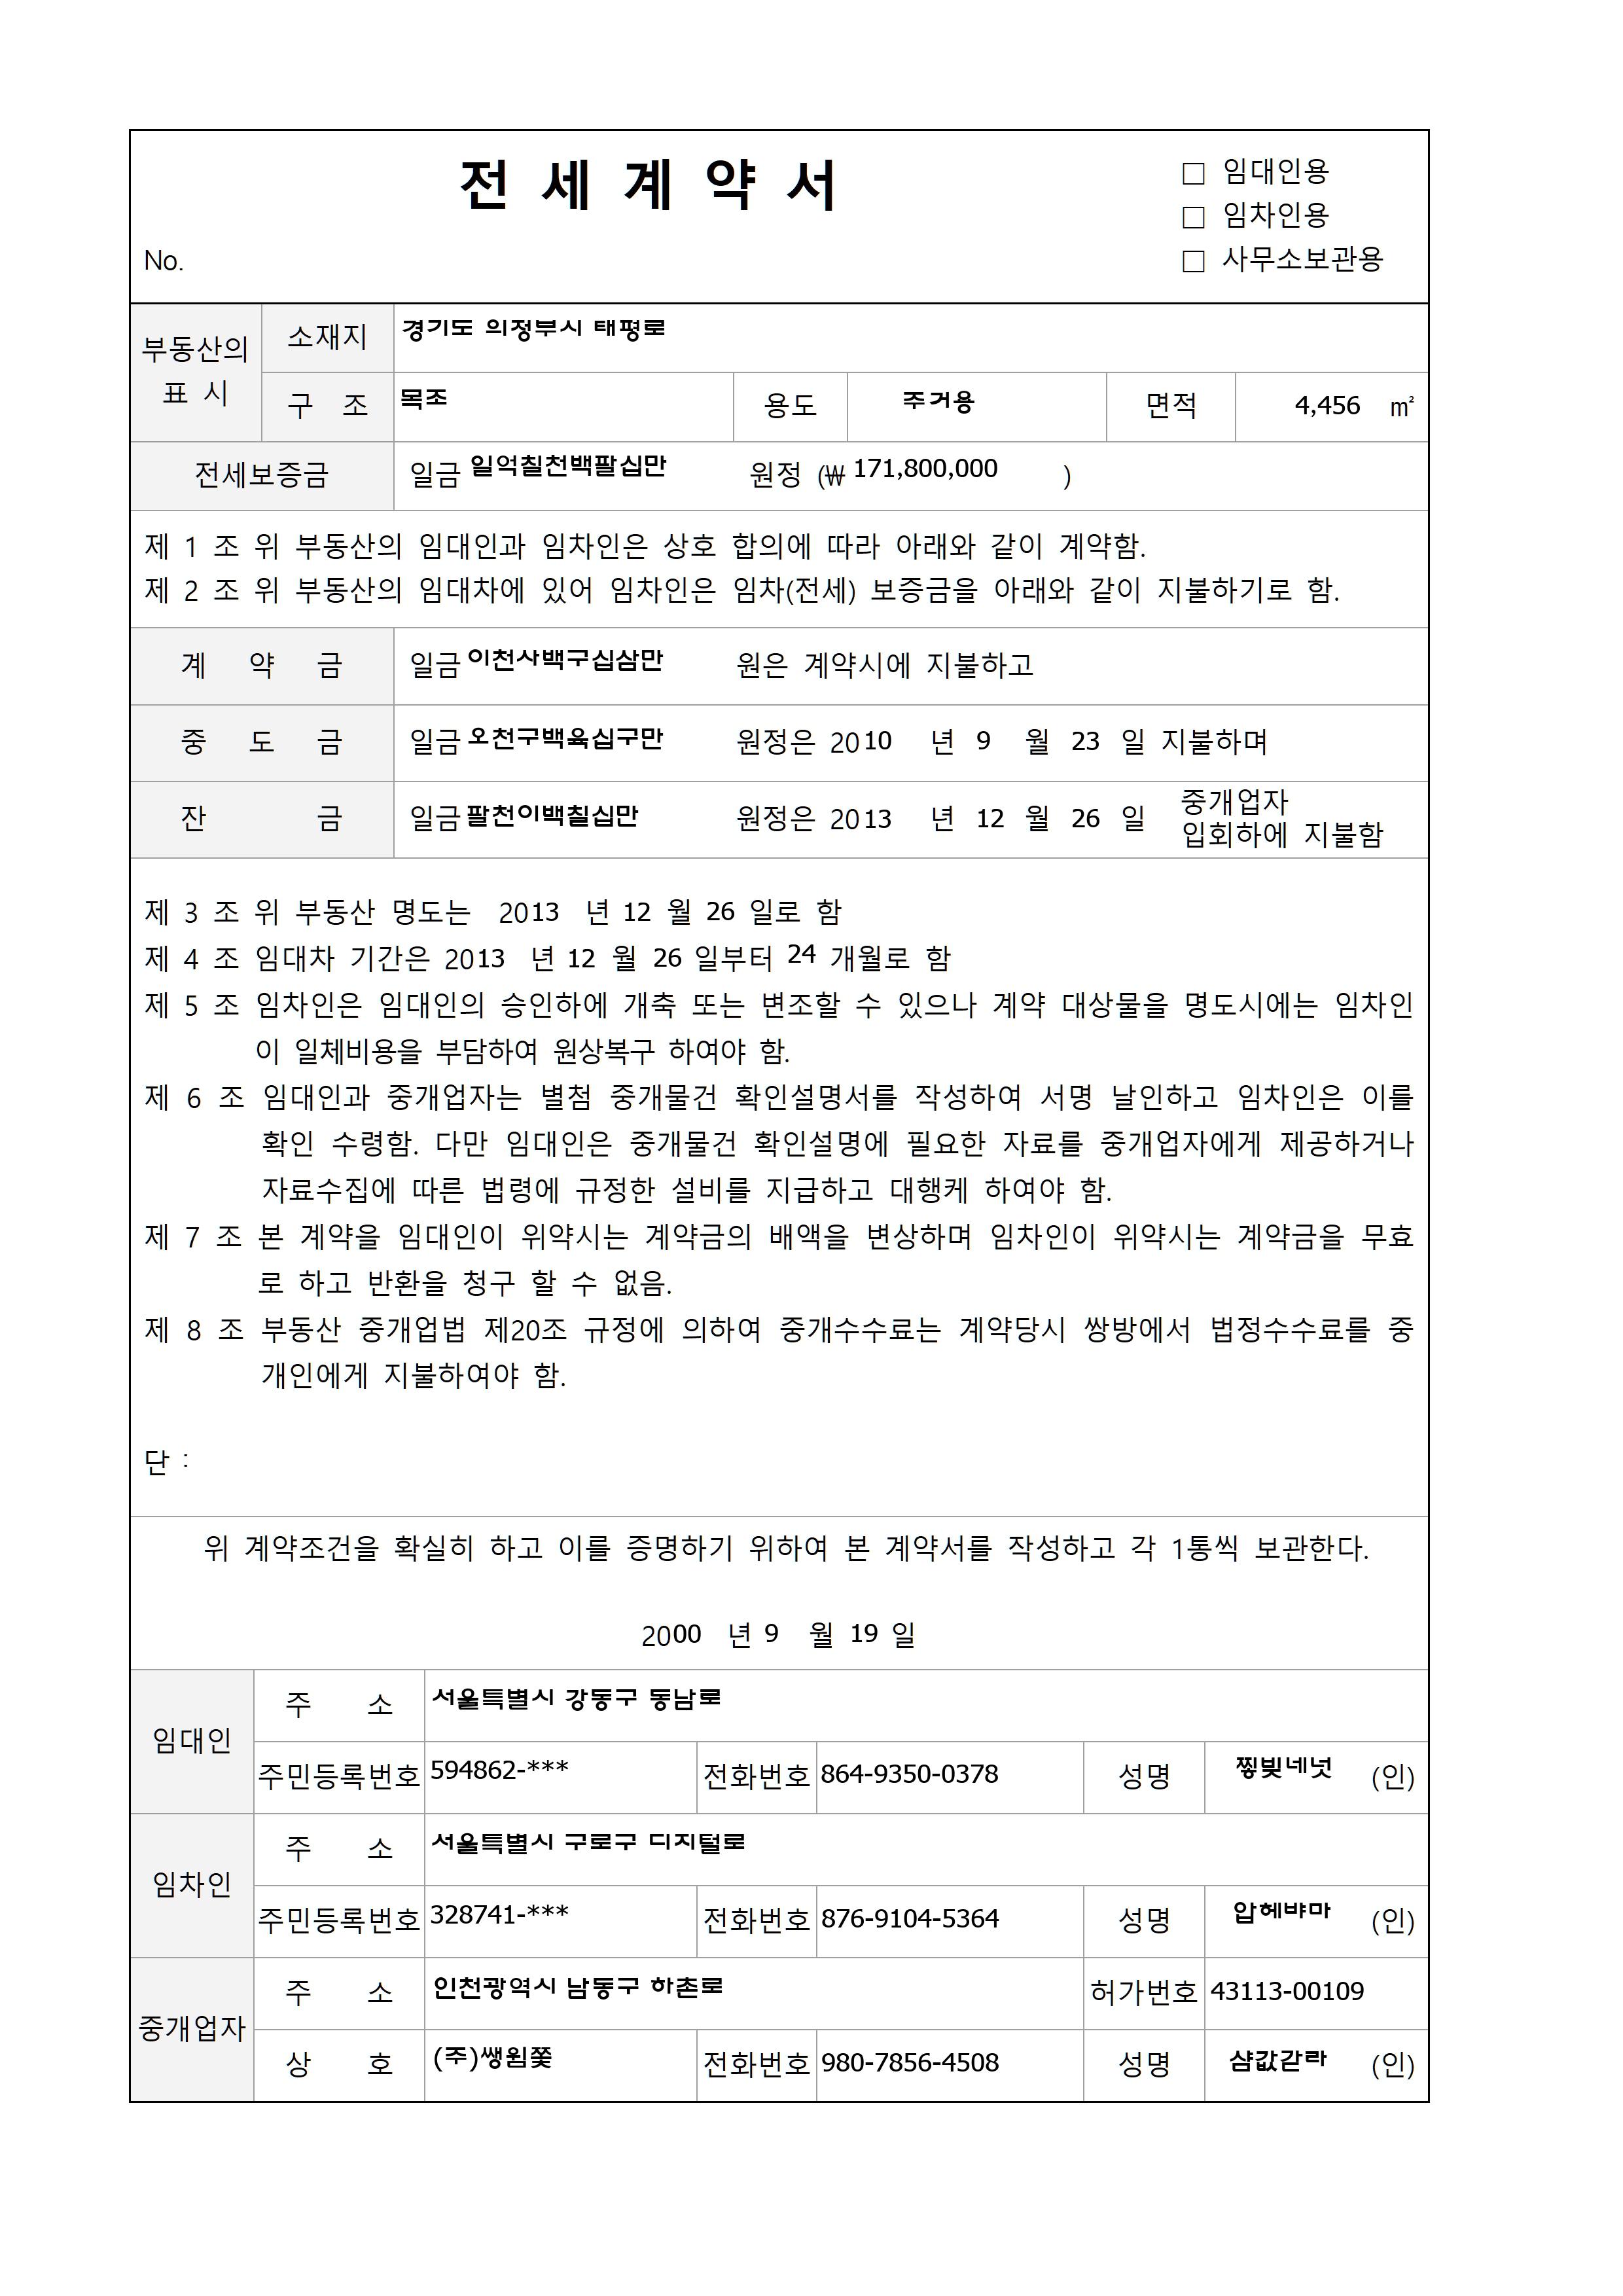 전 세 계 약 서
□ 임대인용
□ 임차인용
No.
□ 사무소보관용
부동산의 표 시
소재지 경기도 의정부시 태평로
구 조 목조 용도 주거용 면적 4,456 ㎡
전세보증금 일금 일억칠천백팔십만 원정 (₩ 171,800,000 )
제 1 조 위 부동산의 임대인과 임차인은 상호 합의에 따라 아래와 같이 계약함.
제 2 조 위 부동산의 임대차에 있어 임차인은 임차(전세) 보증금을 아래와 같이 지불하기로 함.
계 약 금 일금 이천사백구십삼만 원은 계약시에 지불하고
중 도 금 일금 오천구백육십구만 원정은 2010 년 9 월 23 일 지불하며
잔 금 일금 팔천이백칠십만 원정은 2013 년 12 월 26 일 중개업자 입회하에 지불함
제 3 조 위 부동산 명도는 2013 년 12 월 26 일로 함
제 4 조 임대차 기간은 2013 년 12 월 26 일부터 24 개월로 함
제 5 조 임차인은 임대인의 승인하에 개축 또는 변조할 수 있으나 계약 대상물을 명도시에는 임차인
이 일체비용을 부담하여 원상복구 하여야 함.
제 6 조 임대인과 중개업자는 별첨 중개물건 확인설명서를 작성하여 서명 날인하고 임차인은 이를
확인 수령함. 다만 임대인은 중개물건 확인설명에 필요한 자료를 중개업자에게 제공하거나
자료수집에 따른 법령에 규정한 설비를 지급하고 대행케 하여야 함.
제 7 조 본 계약을 임대인이 위약시는 계약금의 배액을 변상하며 임차인이 위약시는 계약금을 무효
로 하고 반환을 청구 할 수 없음.
제 8 조 부동산 중개업법 제20조 규정에 의하여 중개수수료는 계약당시 쌍방에서 법정수수료를 중
개인에게 지불하여야 함.
단 :
위 계약조건을 확실히 하고 이를 증명하기 위하여 본 계약서를 작성하고 각 1통씩 보관한다.
2000 년 9 월 19 일
임대인
주 소 서울특별시 강동구 동남로
주민등록번호 594862-*** 전화번호 864-9350-0378 성명 찧빚네넛 (인)
임차인
주 소 서울특별시 구로구 디지털로
주민등록번호 328741-*** 전화번호 876-9104-5364 성명 압헤뱌마 (인)
중개업자
주 소 인천광역시 남동구 하촌로 허가번호 43113-00109
상 호 (주)쌩윔쫓 전화번호 980-7856-4508 성명 샴값갇라 (인)